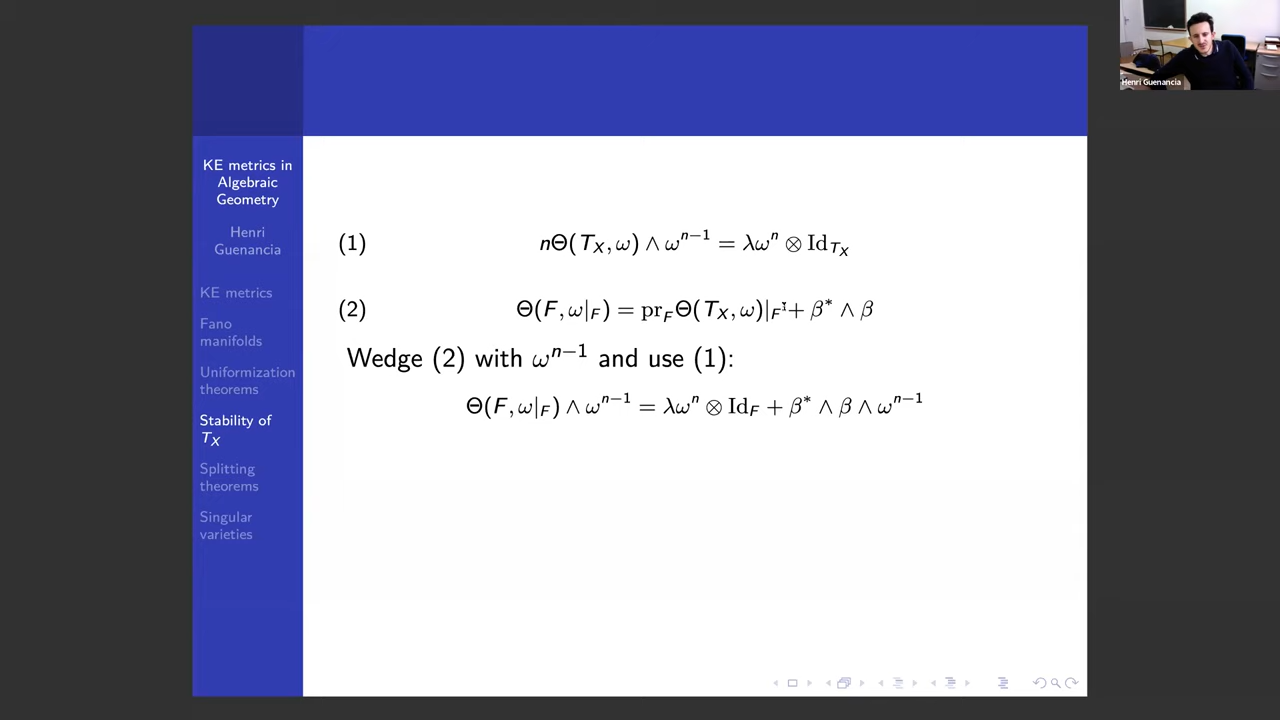 KE metrics in
Algebraic
Geometry
Henri
Guenancia
KE metrics
Fano
manifolds
Uniformization
theorems
Stability of
T_X
Splitting
theorems
Singular
varieties
(1) nΘ(T_X, ω) ∧ ω^{n−1} = λω^n ⊗ Id_{T_X}
(2) Θ(F, ω|_F) = pr_F Θ(T_X, ω)|_F + β* ∧ β
Wedge (2) with ω^{n−1} and use (1):
Θ(F, ω|_F) ∧ ω^{n−1} = λω^n ⊗ Id_F + β* ∧ β ∧ ω^{n−1}
Henri Guenancia